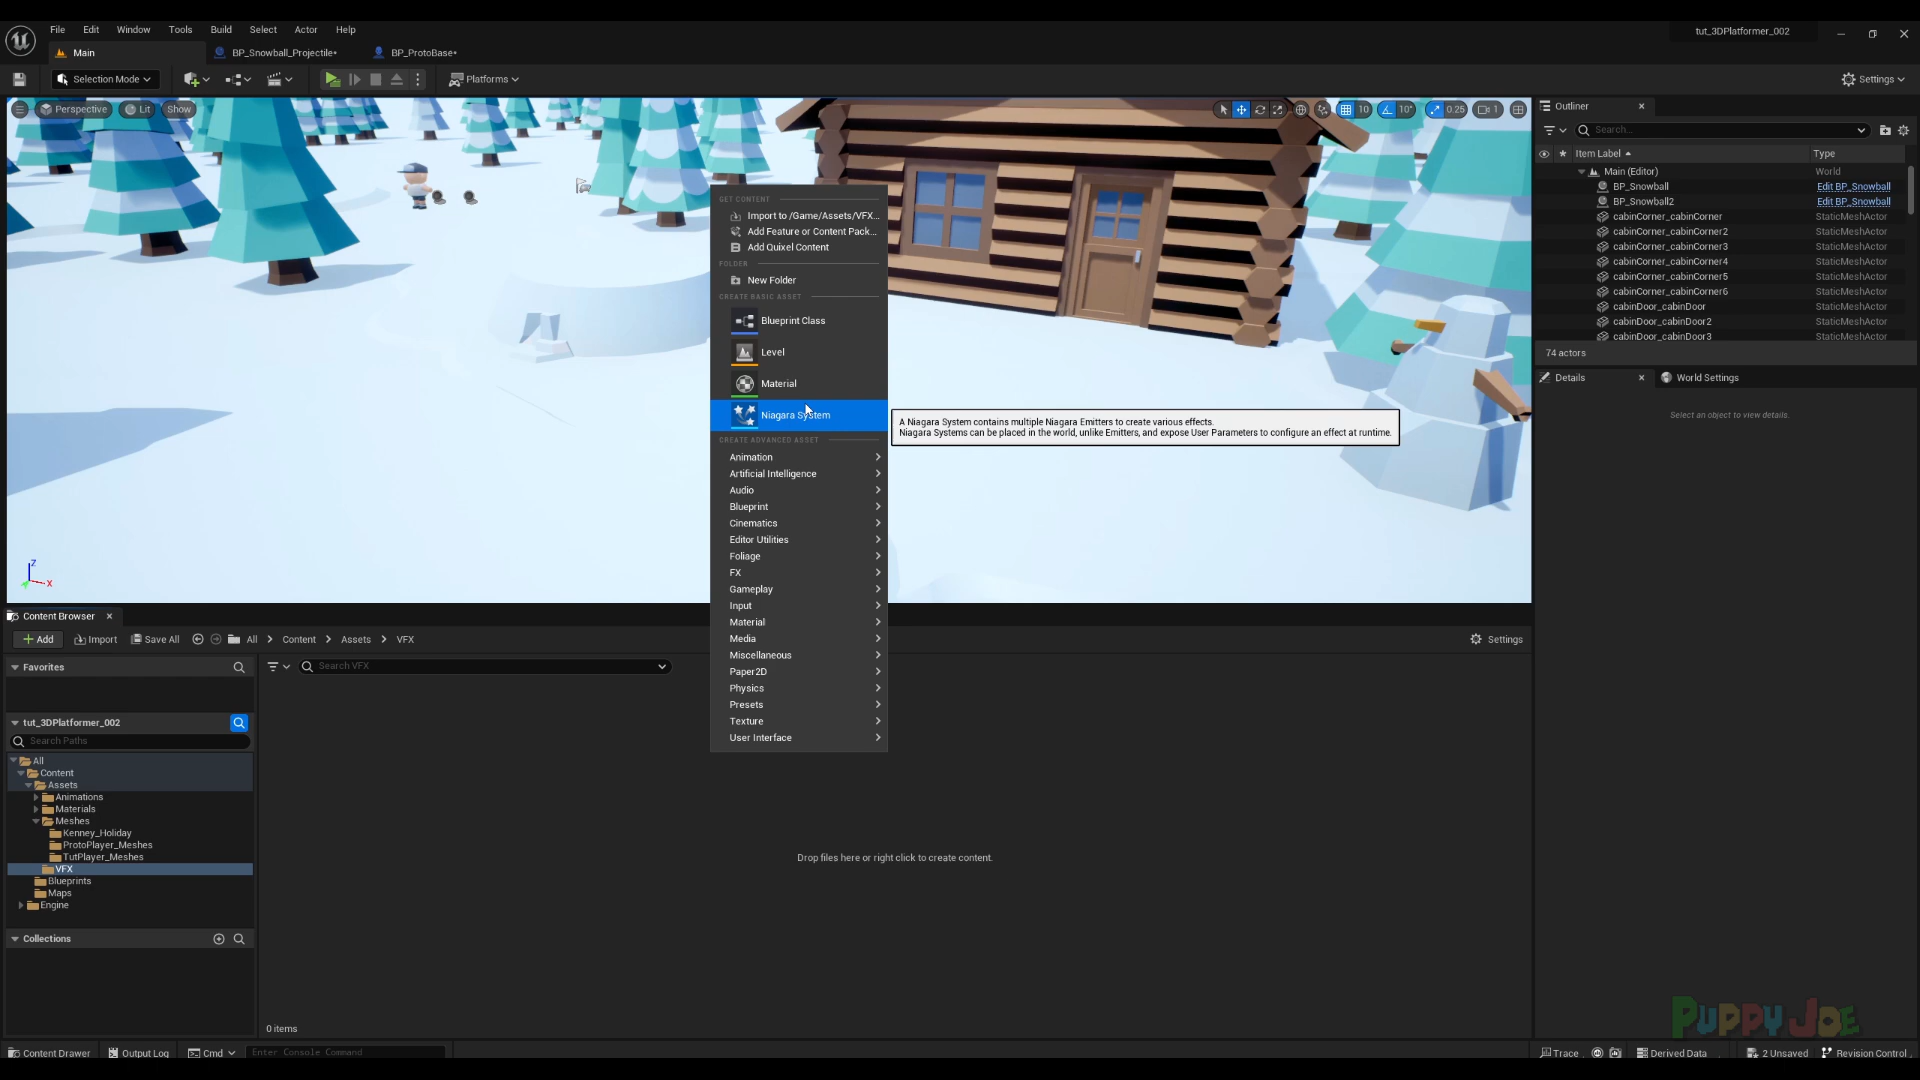 File Edit Window Tools Build Select Actor Help
tut_3DPlatformer_002
Main
BP_Snowball_Projectile•
BP_ProtoBase•
Selection Mode
Platforms
Settings
Perspective
Lit
Show
10
10°
0.25
1
Outliner
Search...
Item Label
Type
Main (Editor) World
BP_Snowball Edit BP_Snowball
BP_Snowball2 Edit BP_Snowball
cabinCorner_cabinCorner StaticMeshActor
cabinCorner_cabinCorner2 StaticMeshActor
cabinCorner_cabinCorner3 StaticMeshActor
cabinCorner_cabinCorner4 StaticMeshActor
cabinCorner_cabinCorner5 StaticMeshActor
cabinCorner_cabinCorner6 StaticMeshActor
cabinDoor_cabinDoor StaticMeshActor
cabinDoor_cabinDoor2 StaticMeshActor
cabinDoor_cabinDoor3 StaticMeshActor
74 actors
Details
World Settings
Select an object to view details.
GET CONTENT
Import to /Game/Assets/VFX...
Add Feature or Content Pack...
Add Quixel Content
FOLDER
New Folder
CREATE BASIC ASSET
Blueprint Class
Level
Material
Niagara System
A Niagara System contains multiple Niagara Emitters to create various effects.
Niagara Systems can be placed in the world, unlike Emitters, and expose User Parameters to configure an effect at runtime.
CREATE ADVANCED ASSET
Animation
Artificial Intelligence
Audio
Blueprint
Cinematics
Editor Utilities
Foliage
FX
Gameplay
Input
Material
Media
Miscellaneous
Paper2D
Physics
Presets
Texture
User Interface
Z
X
Content Browser
Add
Import
Save All
All
Content
Assets
VFX
Settings
Favorites
Search VFX
tut_3DPlatformer_002
Search Paths
All
Content
Assets
Animations
Materials
Meshes
Kenney_Holiday
ProtoPlayer_Meshes
TutPlayer_Meshes
VFX
Blueprints
Maps
Engine
Drop files here or right click to create content.
Collections
0 items
PUPPY JOE
Content Drawer
Output Log
Cmd
Enter Console Command
Trace
Derived Data
2 Unsaved
Revision Control